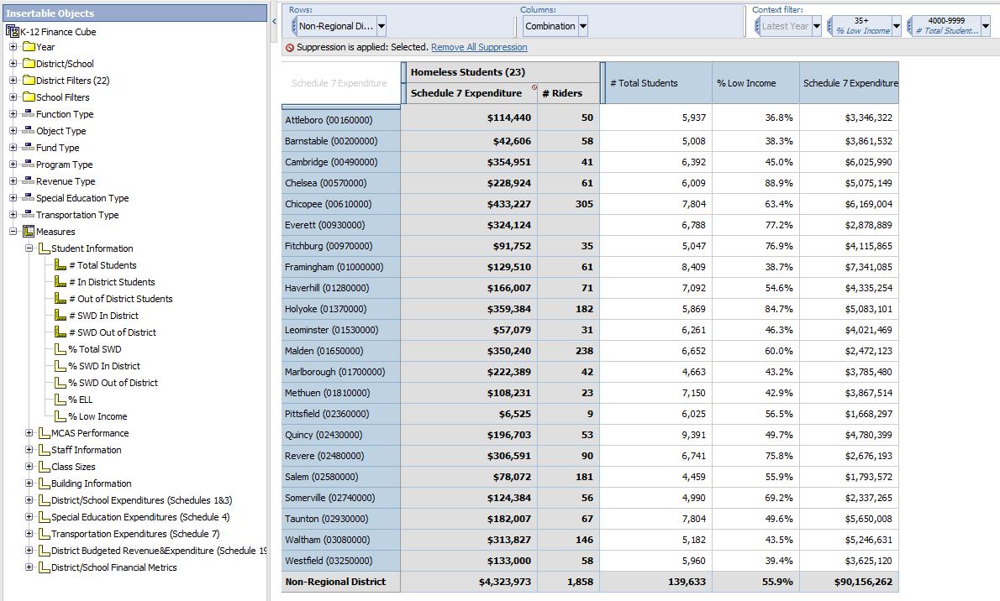 Insertable Objects
K-12 Finance Cube
Year
District/School
District Filters (22)
School Filters
Function Type
Object Type
Fund Type
Program Type
Revenue Type
Special Education Type
Transportation Type
Measures
Student Information
# Total Students
# In District Students
# Out of District Students
# SWD In District
# SWD Out of District
% Total SWD
% SWD In District
% SWD Out of District
% ELL
% Low Income
MCAS Performance
Staff Information
Class Sizes
Building Information
District/School Expenditures (Schedules 1&3)
Special Education Expenditures (Schedule 4)
Transportation Expenditures (Schedule 7)
District Budgeted Revenue&Expenditure (Schedule 19
District/School Financial Metrics
Rows: Columns: Context filter:
Non-Regional Di... Combination Latest Year 35+ % Low Income 4000-9999 # Total Student...
Suppression is applied: Selected. Remove All Suppression
Schedule 7 Expenditure Homeless Students (23) # Total Students % Low Income Schedule 7 Expenditure
Schedule 7 Expenditure # Riders
Attleboro (00160000) $114,440 50 5,937 36.8% $3,346,322
Barnstable (00200000) $42,606 58 5,008 38.3% $3,861,532
Cambridge (00490000) $354,951 41 6,392 45.0% $6,025,990
Chelsea (00570000) $228,924 61 6,009 88.9% $5,075,149
Chicopee (00610000) $433,227 305 7,804 63.4% $6,169,004
Everett (00930000) $324,124 6,788 77.2% $2,878,889
Fitchburg (00970000) $91,752 35 5,047 76.9% $4,115,865
Framingham (01000000) $129,510 61 8,409 38.7% $7,341,085
Haverhill (01280000) $166,007 71 7,092 54.6% $4,335,254
Holyoke (01370000) $359,384 182 5,869 84.7% $5,083,101
Leominster (01530000) $57,079 31 6,261 46.3% $4,021,469
Malden (01650000) $350,240 238 6,652 60.0% $2,472,123
Marlborough (01700000) $222,389 42 4,663 43.2% $3,785,480
Methuen (01810000) $108,231 23 7,150 42.9% $3,867,514
Pittsfield (02360000) $6,525 9 6,025 56.5% $1,668,297
Quincy (02430000) $196,703 53 9,391 49.7% $4,780,399
Revere (02480000) $306,591 90 6,741 75.8% $2,676,193
Salem (02580000) $78,072 181 4,459 55.9% $1,793,572
Somerville (02740000) $124,384 56 4,990 69.2% $2,337,265
Taunton (02930000) $182,007 67 7,804 49.6% $5,650,008
Waltham (03080000) $313,827 146 5,182 43.5% $5,246,631
Westfield (03250000) $133,000 58 5,960 39.4% $3,625,120
Non-Regional District $4,323,973 1,858 139,633 55.9% $90,156,262